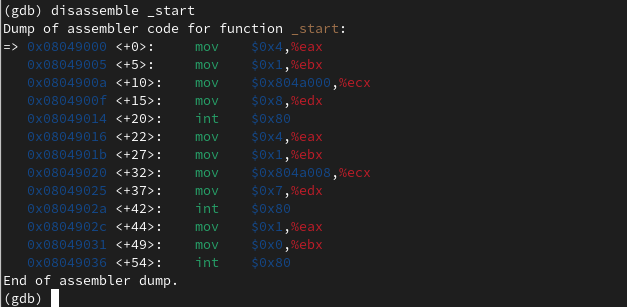 (gdb) disassemble _start
Dump of assembler code for function _start:
=> 0x08049000 <+0>:     mov    $0x4,%eax
   0x08049005 <+5>:     mov    $0x1,%ebx
   0x0804900a <+10>:    mov    $0x804a000,%ecx
   0x0804900f <+15>:    mov    $0x8,%edx
   0x08049014 <+20>:    int    $0x80
   0x08049016 <+22>:    mov    $0x4,%eax
   0x0804901b <+27>:    mov    $0x1,%ebx
   0x08049020 <+32>:    mov    $0x804a008,%ecx
   0x08049025 <+37>:    mov    $0x7,%edx
   0x0804902a <+42>:    int    $0x80
   0x0804902c <+44>:    mov    $0x1,%eax
   0x08049031 <+49>:    mov    $0x0,%ebx
   0x08049036 <+54>:    int    $0x80
End of assembler dump.
(gdb)